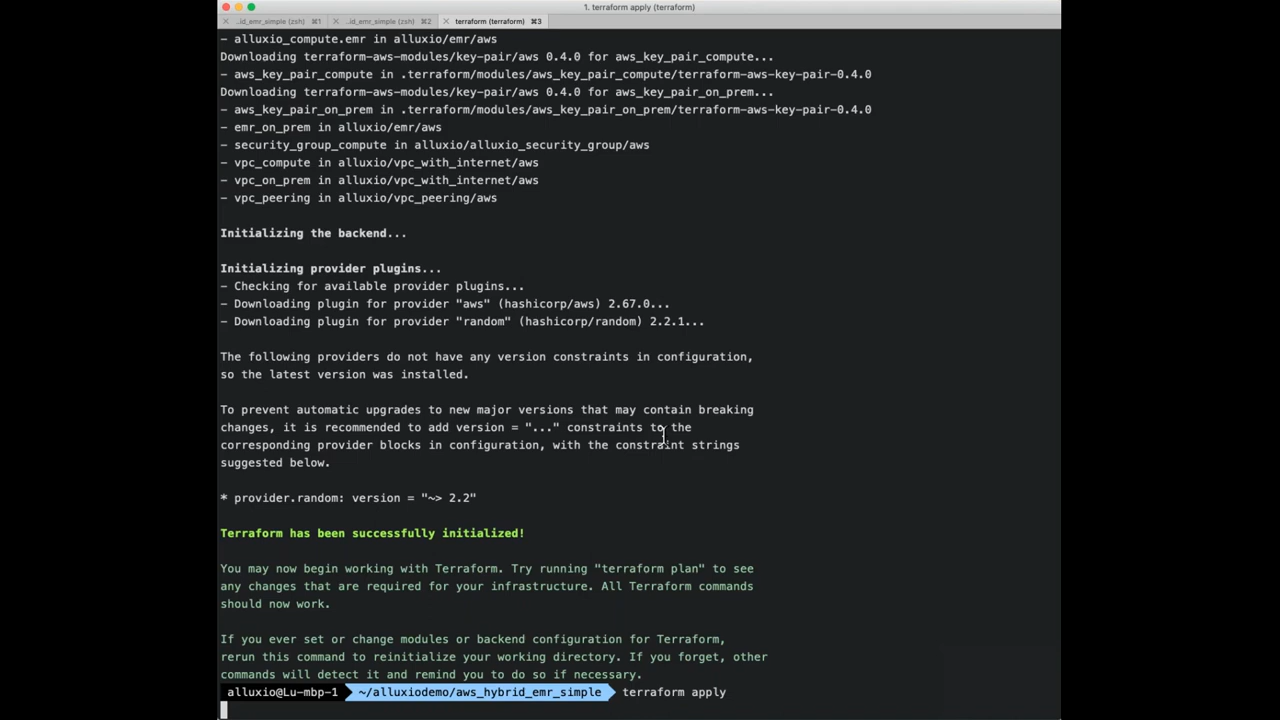 1. terraform apply (terraform)
..id_emr_simple (zsh) ⌘1 ..id_emr_simple (zsh) ⌘2 terraform (terraform) ⌘3
- alluxio_compute.emr in alluxio/emr/aws
Downloading terraform-aws-modules/key-pair/aws 0.4.0 for aws_key_pair_compute...
- aws_key_pair_compute in .terraform/modules/aws_key_pair_compute/terraform-aws-key-pair-0.4.0
Downloading terraform-aws-modules/key-pair/aws 0.4.0 for aws_key_pair_on_prem...
- aws_key_pair_on_prem in .terraform/modules/aws_key_pair_on_prem/terraform-aws-key-pair-0.4.0
- emr_on_prem in alluxio/emr/aws
- security_group_compute in alluxio/alluxio_security_group/aws
- vpc_compute in alluxio/vpc_with_internet/aws
- vpc_on_prem in alluxio/vpc_with_internet/aws
- vpc_peering in alluxio/vpc_peering/aws
Initializing the backend...
Initializing provider plugins...
- Checking for available provider plugins...
- Downloading plugin for provider "aws" (hashicorp/aws) 2.67.0...
- Downloading plugin for provider "random" (hashicorp/random) 2.2.1...
The following providers do not have any version constraints in configuration,
so the latest version was installed.
To prevent automatic upgrades to new major versions that may contain breaking
changes, it is recommended to add version = "..." constraints to the
corresponding provider blocks in configuration, with the constraint strings
suggested below.
* provider.random: version = "~> 2.2"
Terraform has been successfully initialized!
You may now begin working with Terraform. Try running "terraform plan" to see
any changes that are required for your infrastructure. All Terraform commands
should now work.
If you ever set or change modules or backend configuration for Terraform,
rerun this command to reinitialize your working directory. If you forget, other
commands will detect it and remind you to do so if necessary.
alluxio@Lu-mbp-1 ~/alluxiodemo/aws_hybrid_emr_simple terraform apply